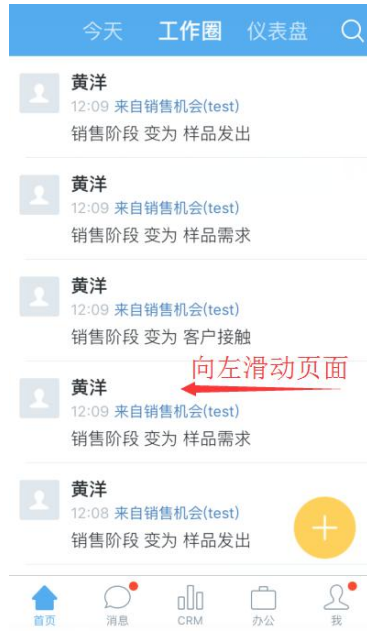 今天 工作圈 仪表盘
黄洋
12:09 来自销售机会(test)
销售阶段 变为 样品发出
黄洋
12:09 来自销售机会(test)
销售阶段 变为 样品需求
黄洋
12:09 来自销售机会(test)
销售阶段 变为 客户接触
向左滑动页面
黄洋
12:09 来自销售机会(test)
销售阶段 变为 样品需求
黄洋
12:08 来自销售机会(test)
销售阶段 变为 样品发出
首页 消息 CRM 办公 我